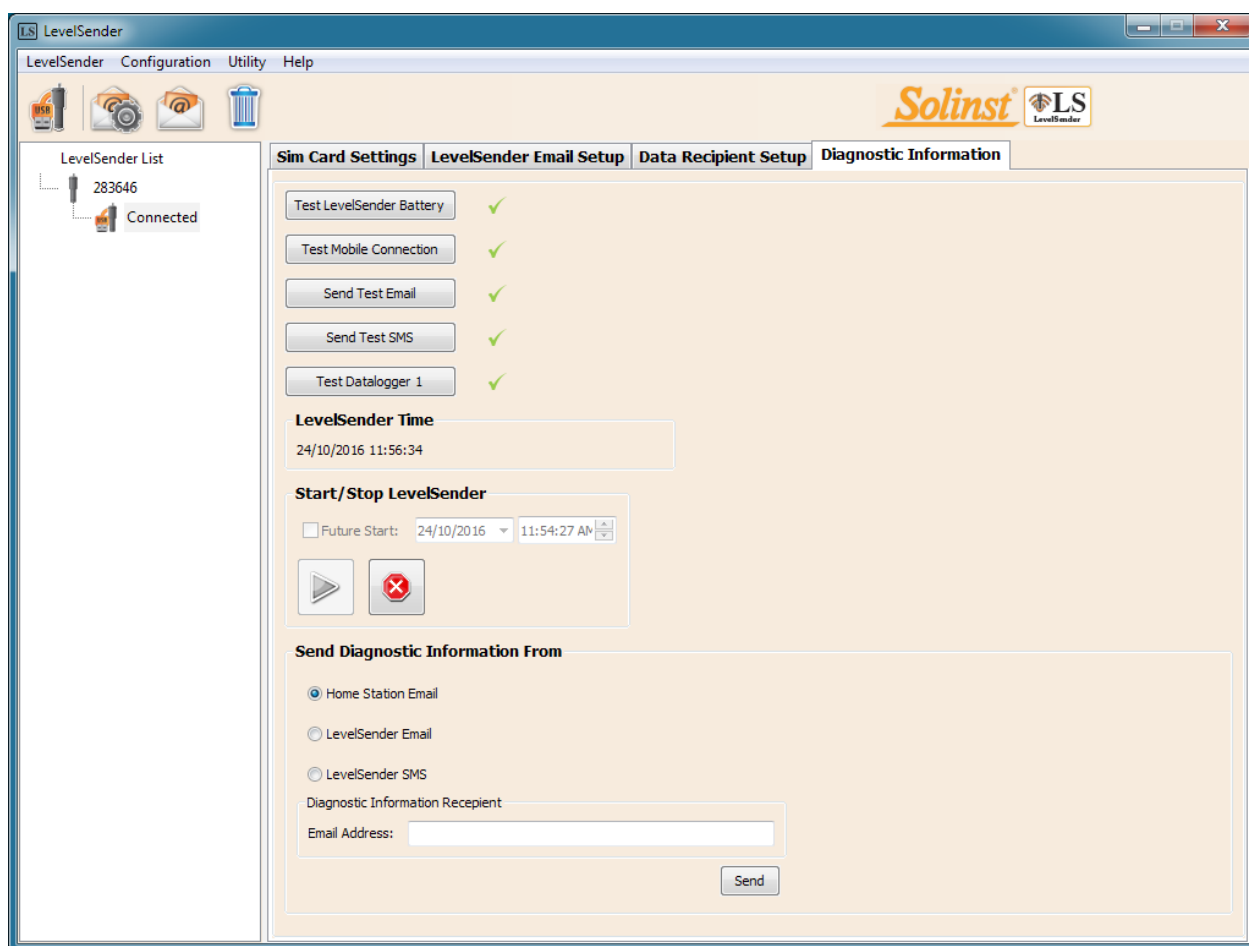 LS LevelSender
LevelSender Configuration Utility Help
USB
Solinst LS
LevelSender
LevelSender List
283646
USB Connected
Sim Card Settings LevelSender Email Setup Data Recipient Setup Diagnostic Information
Test LevelSender Battery
Test Mobile Connection
Send Test Email
Send Test SMS
Test Datalogger 1
LevelSender Time
24/10/2016 11:56:34
Start/Stop LevelSender
Future Start: 24/10/2016 11:54:27 AM
Send Diagnostic Information From
Home Station Email
LevelSender Email
LevelSender SMS
Diagnostic Information Recepient
Email Address:
Send